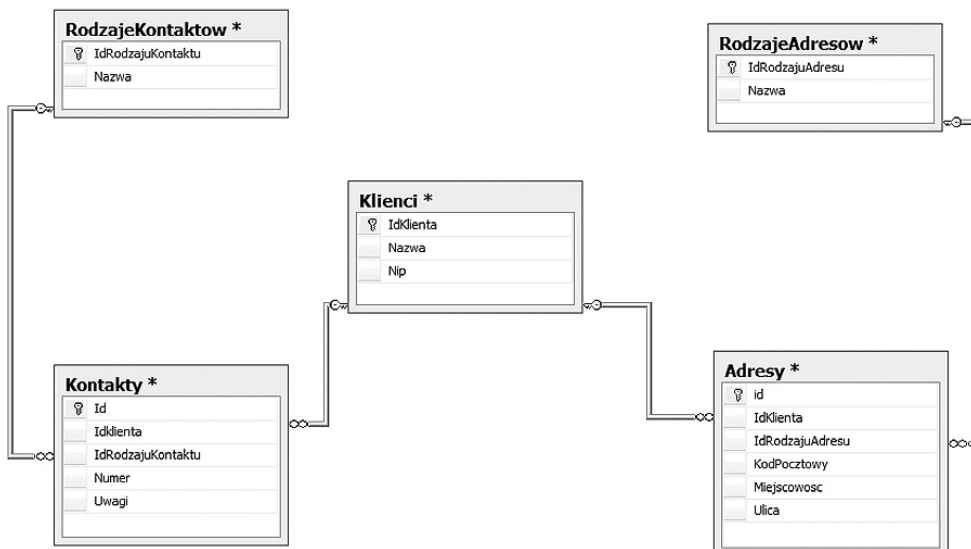 RodzajeKontaktow *
IdRodzajuKontaktu
Nazwa
RodzajeAdresow *
IdRodzajuAdresu
Nazwa
Klienci *
IdKlienta
Nazwa
Nip
Kontakty *
Id
Idklienta
IdRodzajuKontaktu
Numer
Uwagi
Adresy *
id
IdKlienta
IdRodzajuAdresu
KodPocztowy
Miejscowosc
Ulica